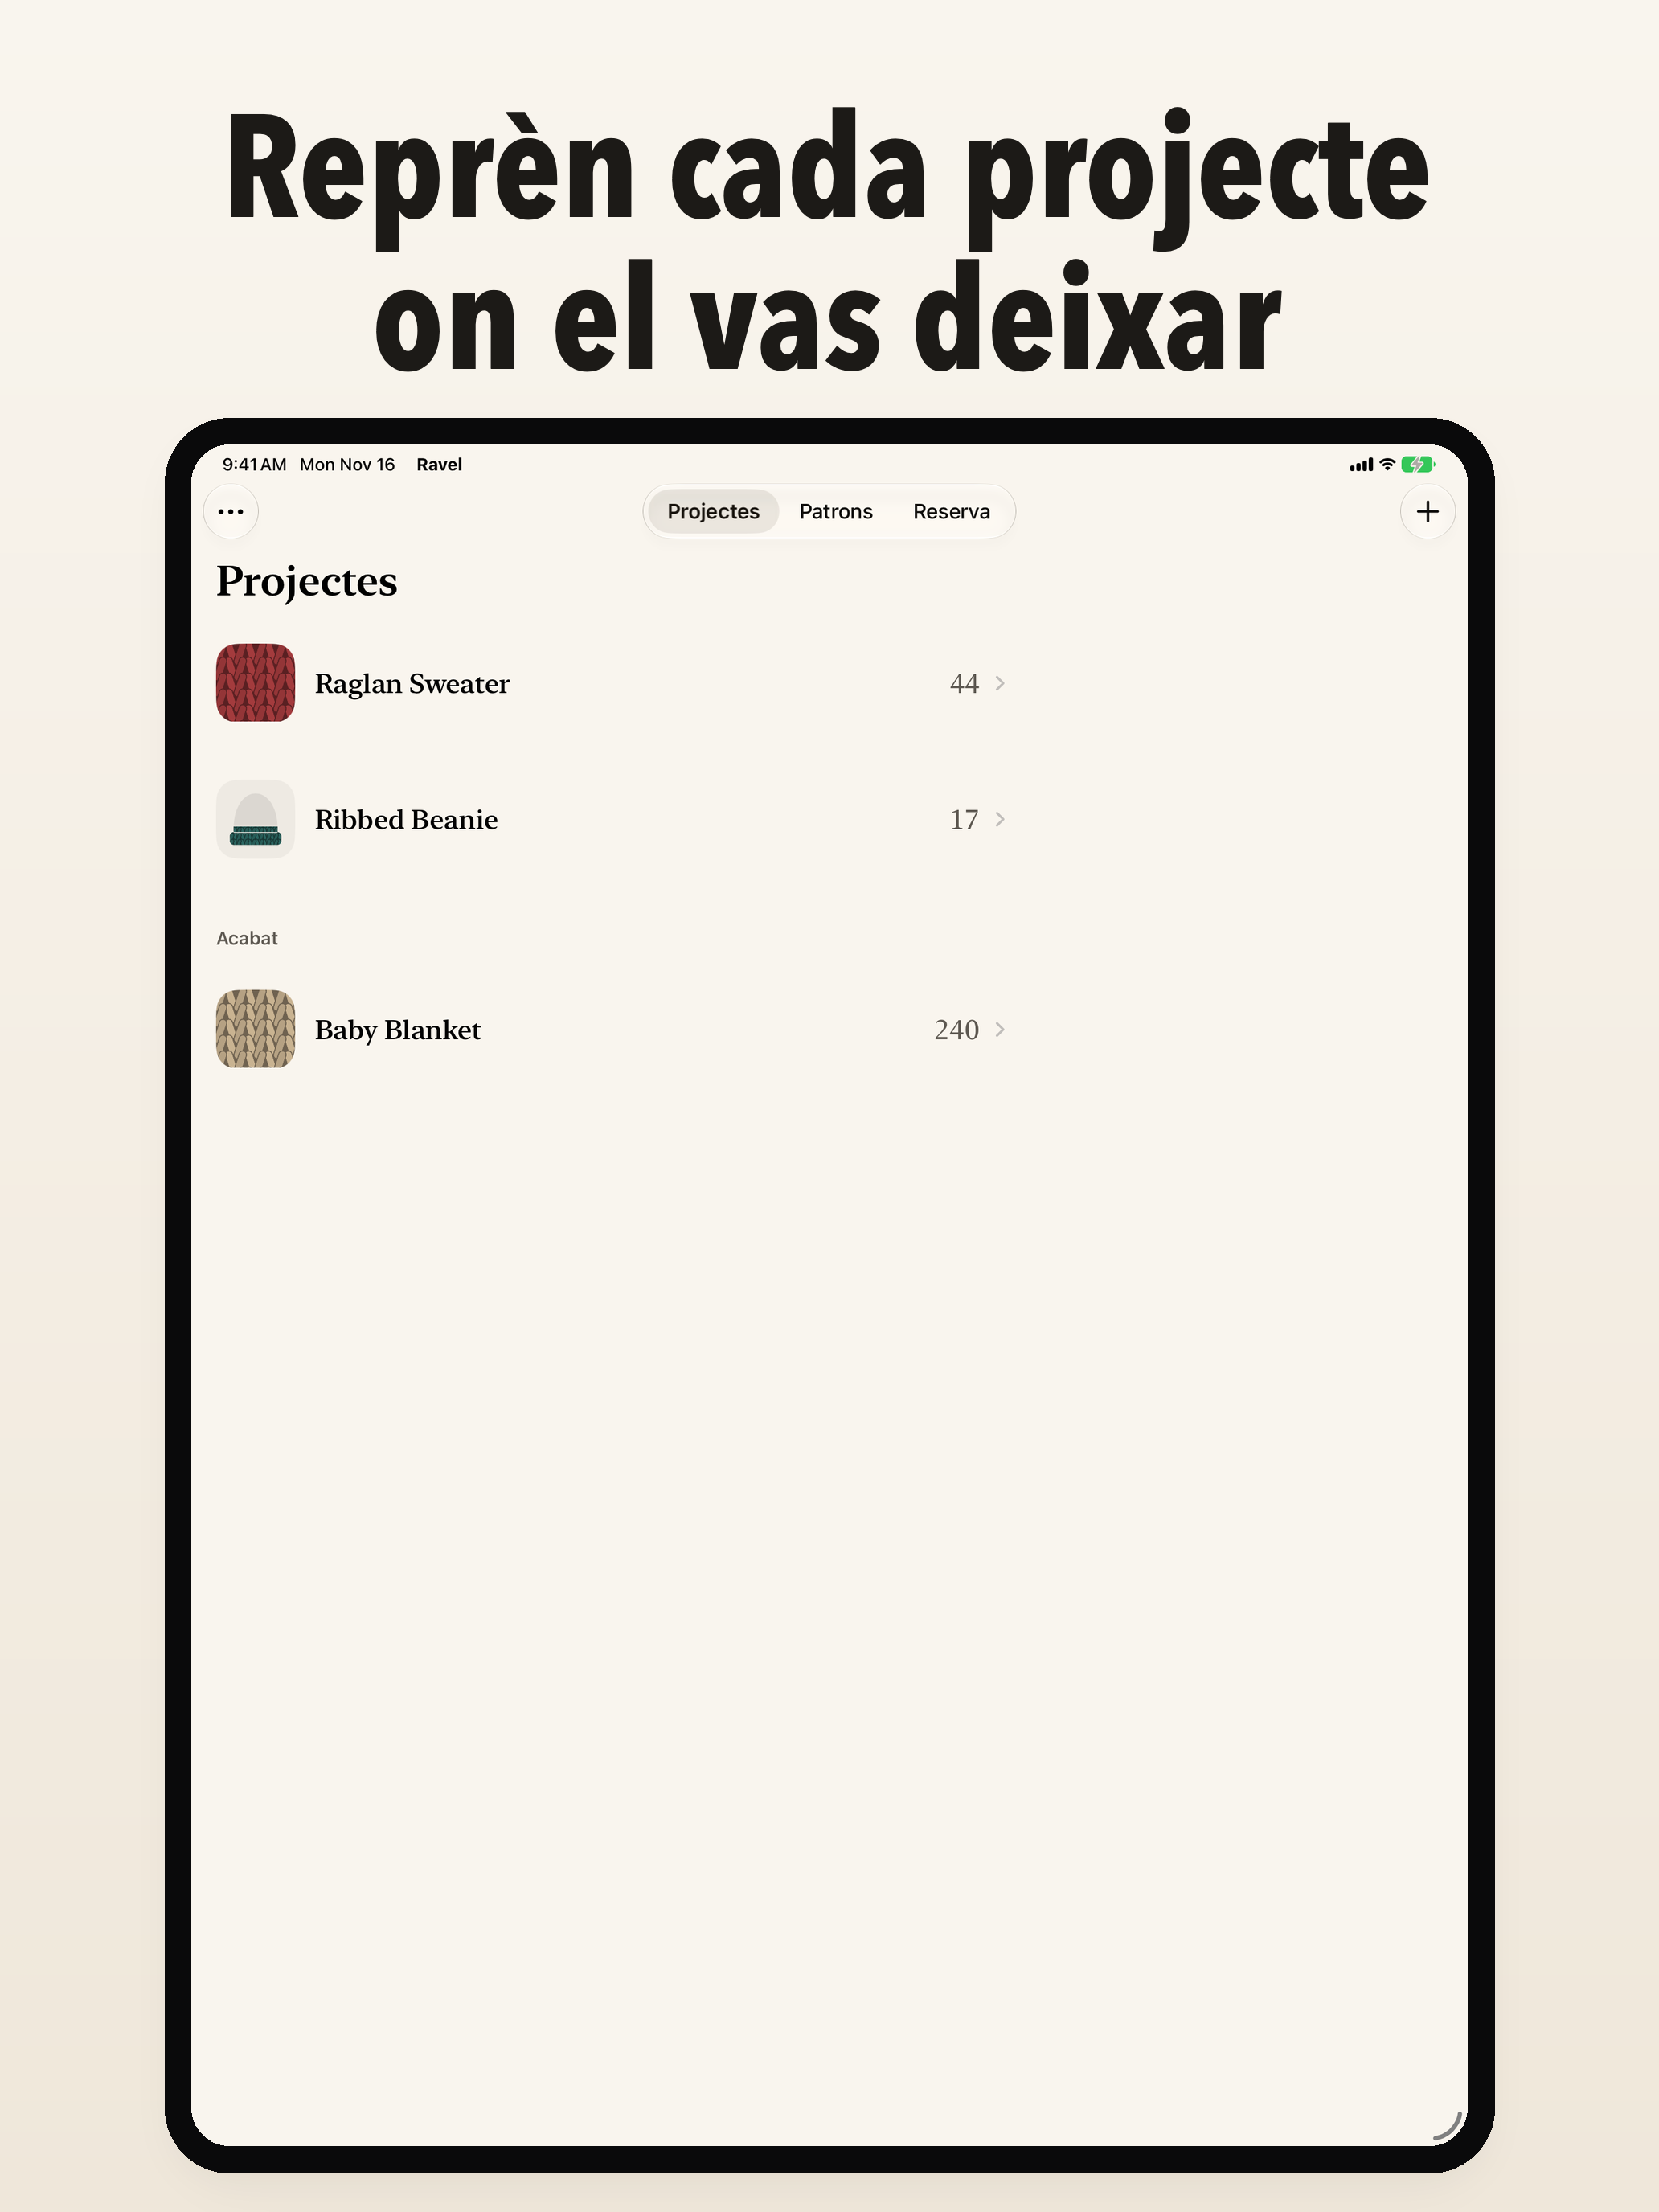 Reprèn cada projecte
on el vas deixar
9:41 AM Mon Nov 16 Ravel
Projectes Patrons Reserva
Projectes
Raglan Sweater 44
Ribbed Beanie 17
Acabat
Baby Blanket 240